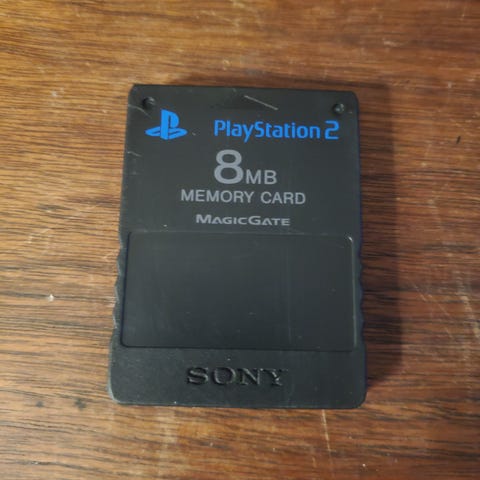 PlayStation 2
8MB
MEMORY CARD
MAGICGATE
SONY